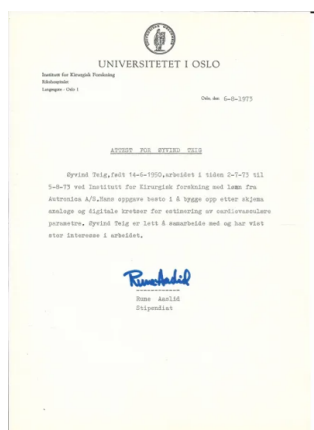 UNIVERSITETET I OSLO
Institutt for Kirurgisk Forskning
Rikshospitalet
Langesgate - Oslo 1
Oslo, den 6-8-1973
ATTEST FOR ØYVIND TEIG
Øyvind Teig, født 14-6-1950, arbeidet i tiden 2-7-73 til
5-8-73 ved Institutt for Kirurgisk forskning med lønn fra
Autronica A/S. Hans oppgave besto i å bygge opp etter skjema
analoge og digitale kretser for estimering av cardiovaskulære
parametre. Øyvind Teig er lett å samarbeide med og har vist
stor interesse i arbeidet.
Rune Aaslid
Rune Aaslid
Stipendiat